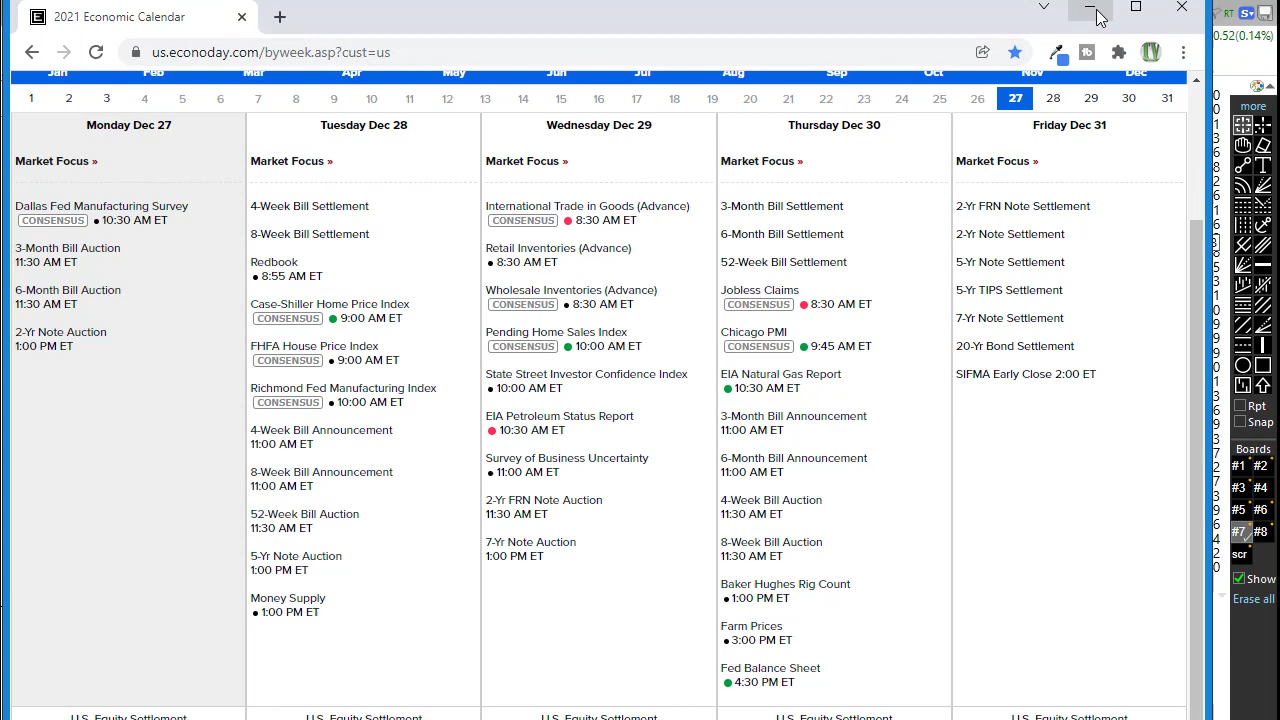 2021 Economic Calendar
us.econoday.com/byweek.asp?cust=us
RT
0.52(0.14%)
Jan Feb Mar Apr May Jun Jul Aug Sep Oct Nov Dec
1 2 3 4 5 6 7 8 9 10 11 12 13 14 15 16 17 18 19 20 21 22 23 24 25 26 27 28 29 30 31
Monday Dec 27
Market Focus »
Dallas Fed Manufacturing Survey
CONSENSUS 10:30 AM ET
3-Month Bill Auction
11:30 AM ET
6-Month Bill Auction
11:30 AM ET
2-Yr Note Auction
1:00 PM ET
U.S. Equity Settlement
Tuesday Dec 28
Market Focus »
4-Week Bill Settlement
8-Week Bill Settlement
Redbook
8:55 AM ET
Case-Shiller Home Price Index
CONSENSUS 9:00 AM ET
FHFA House Price Index
CONSENSUS 9:00 AM ET
Richmond Fed Manufacturing Index
CONSENSUS 10:00 AM ET
4-Week Bill Announcement
11:00 AM ET
8-Week Bill Announcement
11:00 AM ET
52-Week Bill Auction
11:30 AM ET
5-Yr Note Auction
1:00 PM ET
Money Supply
1:00 PM ET
U.S. Equity Settlement
Wednesday Dec 29
Market Focus »
International Trade in Goods (Advance)
CONSENSUS 8:30 AM ET
Retail Inventories (Advance)
8:30 AM ET
Wholesale Inventories (Advance)
CONSENSUS 8:30 AM ET
Pending Home Sales Index
CONSENSUS 10:00 AM ET
State Street Investor Confidence Index
10:00 AM ET
EIA Petroleum Status Report
10:30 AM ET
Survey of Business Uncertainty
11:00 AM ET
2-Yr FRN Note Auction
11:30 AM ET
7-Yr Note Auction
1:00 PM ET
U.S. Equity Settlement
Thursday Dec 30
Market Focus »
3-Month Bill Settlement
6-Month Bill Settlement
52-Week Bill Settlement
Jobless Claims
CONSENSUS 8:30 AM ET
Chicago PMI
CONSENSUS 9:45 AM ET
EIA Natural Gas Report
10:30 AM ET
3-Month Bill Announcement
11:00 AM ET
6-Month Bill Announcement
11:00 AM ET
4-Week Bill Auction
11:30 AM ET
8-Week Bill Auction
11:30 AM ET
Baker Hughes Rig Count
1:00 PM ET
Farm Prices
3:00 PM ET
Fed Balance Sheet
4:30 PM ET
U.S. Equity Settlement
Friday Dec 31
Market Focus »
2-Yr FRN Note Settlement
2-Yr Note Settlement
5-Yr Note Settlement
5-Yr TIPS Settlement
7-Yr Note Settlement
20-Yr Bond Settlement
SIFMA Early Close 2:00 ET
U.S. Equity Settlement
more
Rpt
Snap
Boards
#1 #2
#3 #4
#5 #6
#7 #8
scr
Show
Erase all